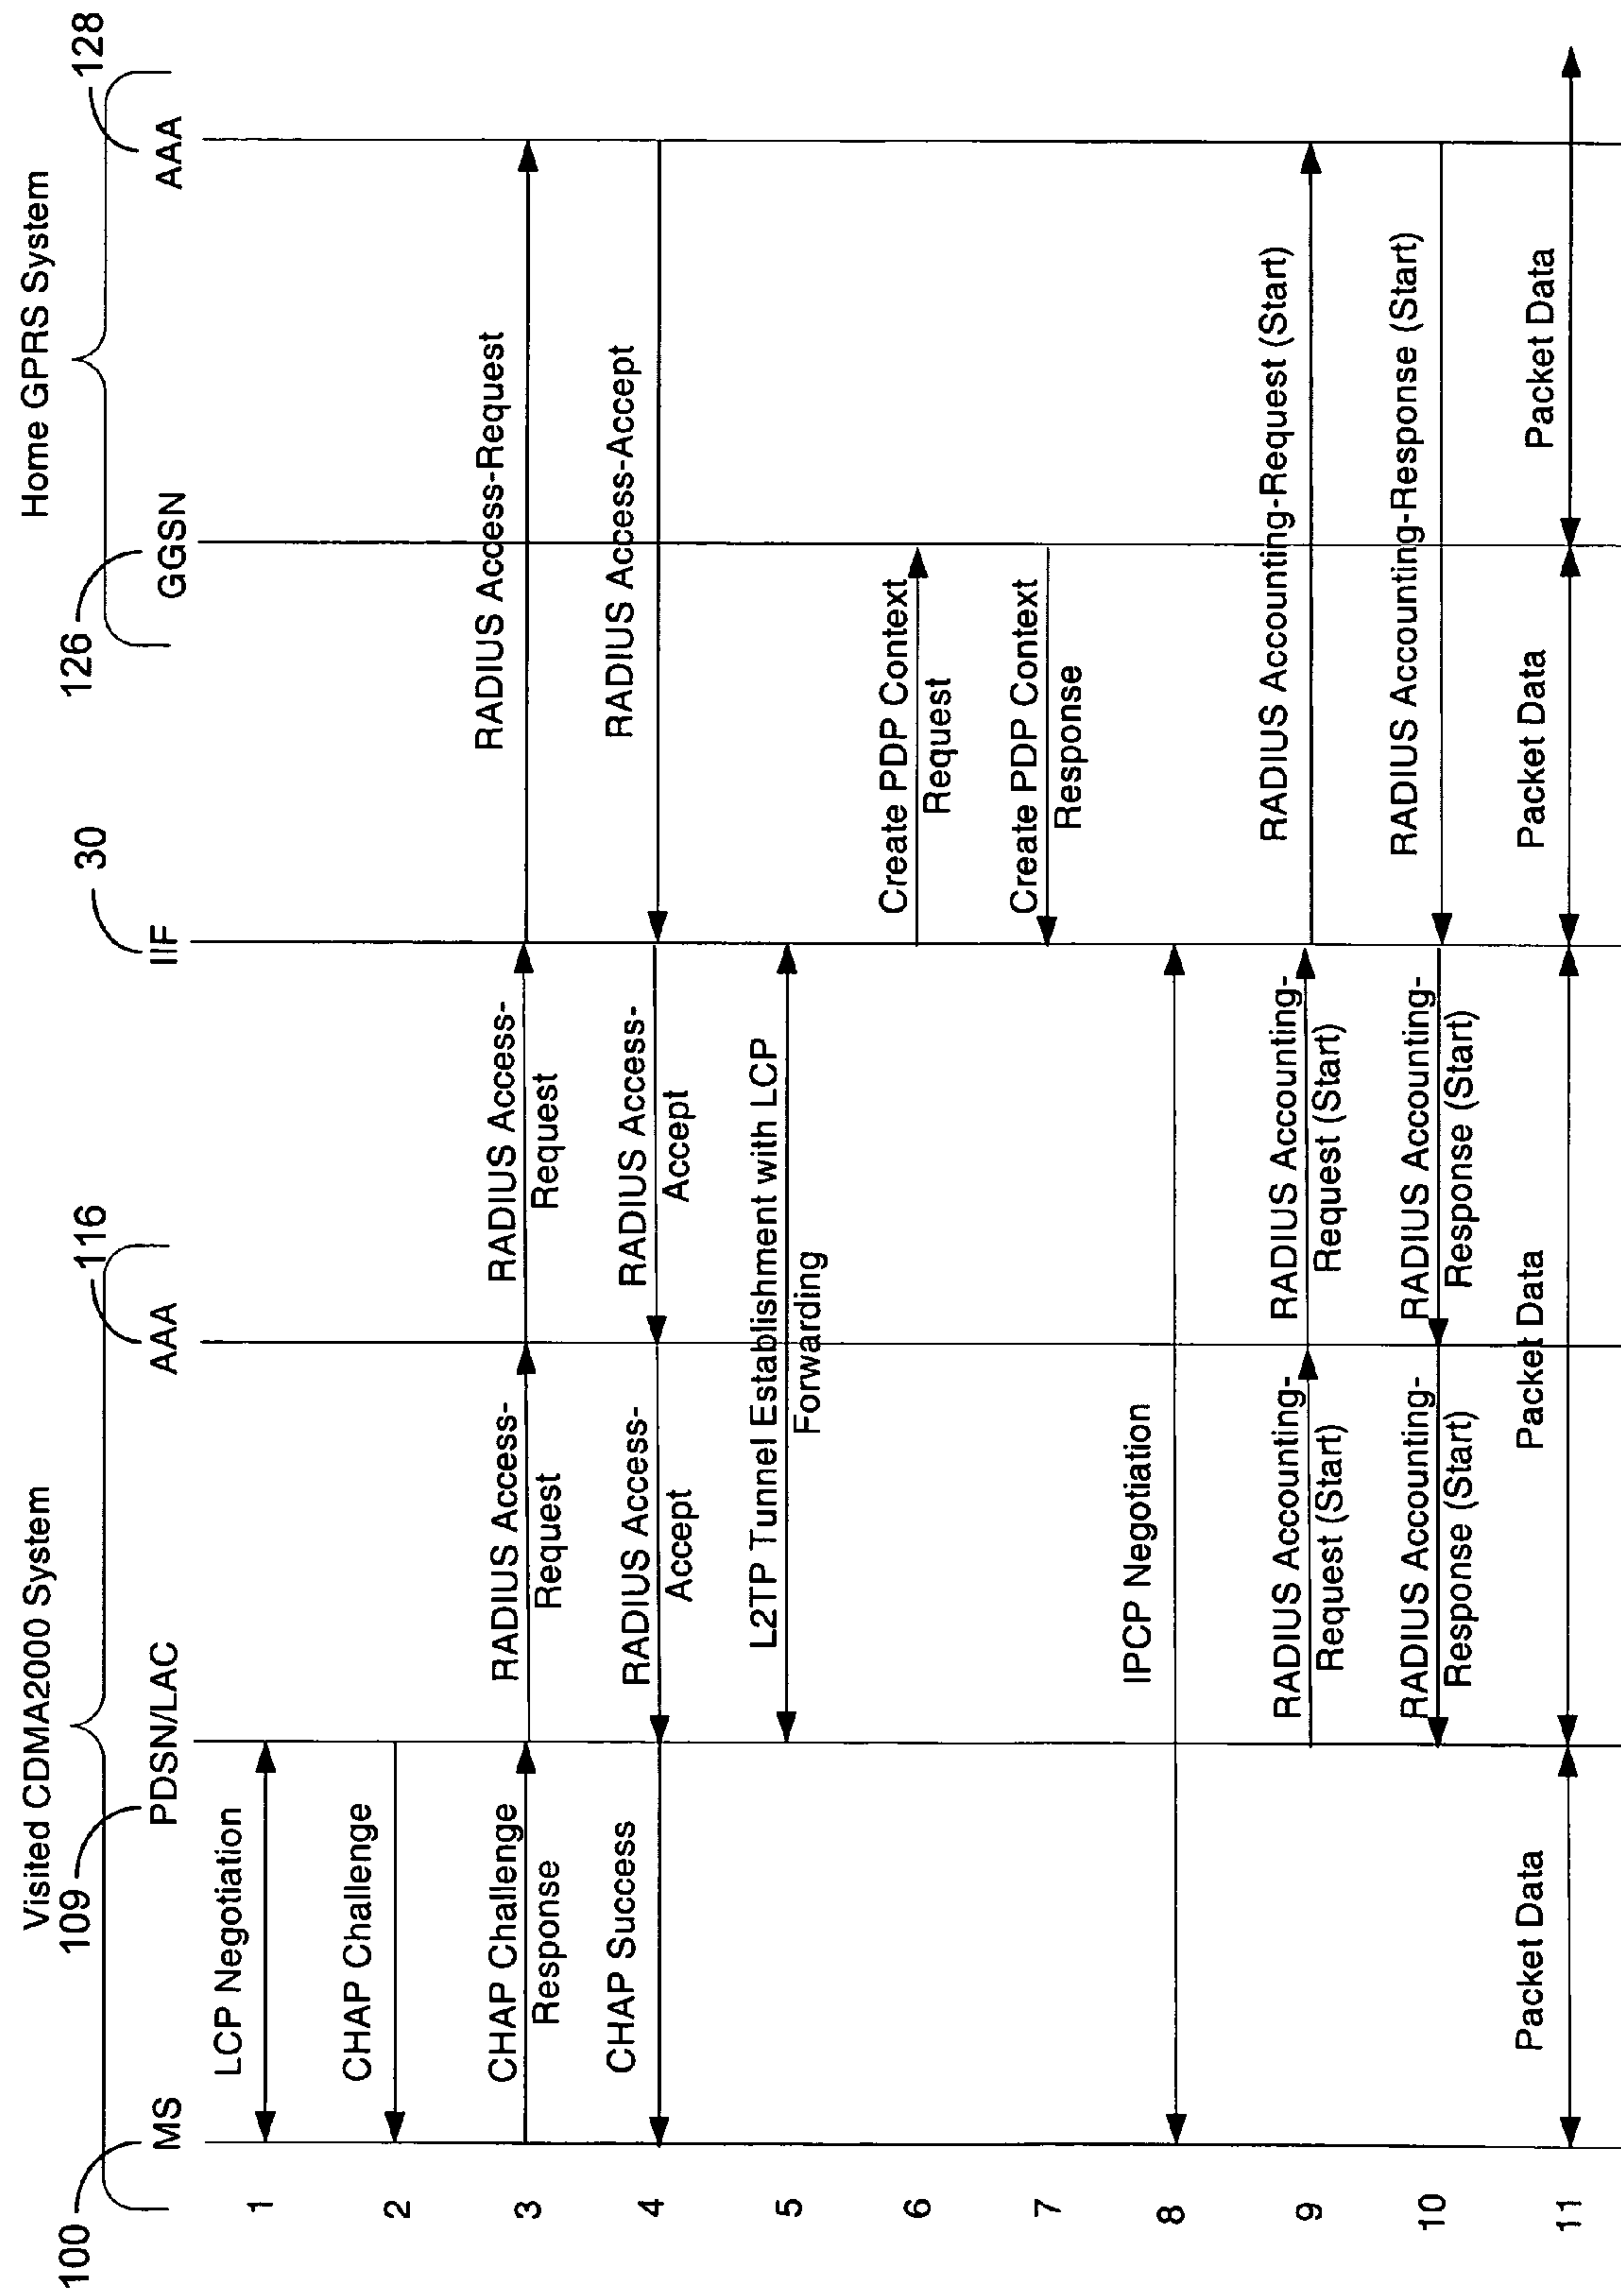 Visited CDMA2000 System
Home GPRS System
100
109
116
30
126
128
MS
PDSN/LAC
AAA
IIF
GGSN
AAA
1
LCP Negotiation
2
CHAP Challenge
3
CHAP Challenge
Response
RADIUS Access-
Request
RADIUS Access-
Request
RADIUS Access-Request
4
CHAP Success
RADIUS Access-
Accept
RADIUS Access-
Accept
RADIUS Access-Accept
5
L2TP Tunnel Establishment with LCP
Forwarding
6
Create PDP Context
Request
7
Create PDP Context
Response
8
IPCP Negotiation
9
RADIUS Accounting-
Request (Start)
RADIUS Accounting-
Request (Start)
RADIUS Accounting-Request (Start)
10
RADIUS Accounting-
Response (Start)
RADIUS Accounting-
Response (Start)
RADIUS Accounting-Response (Start)
11
Packet Data
Packet Data
Packet Data
Packet Data